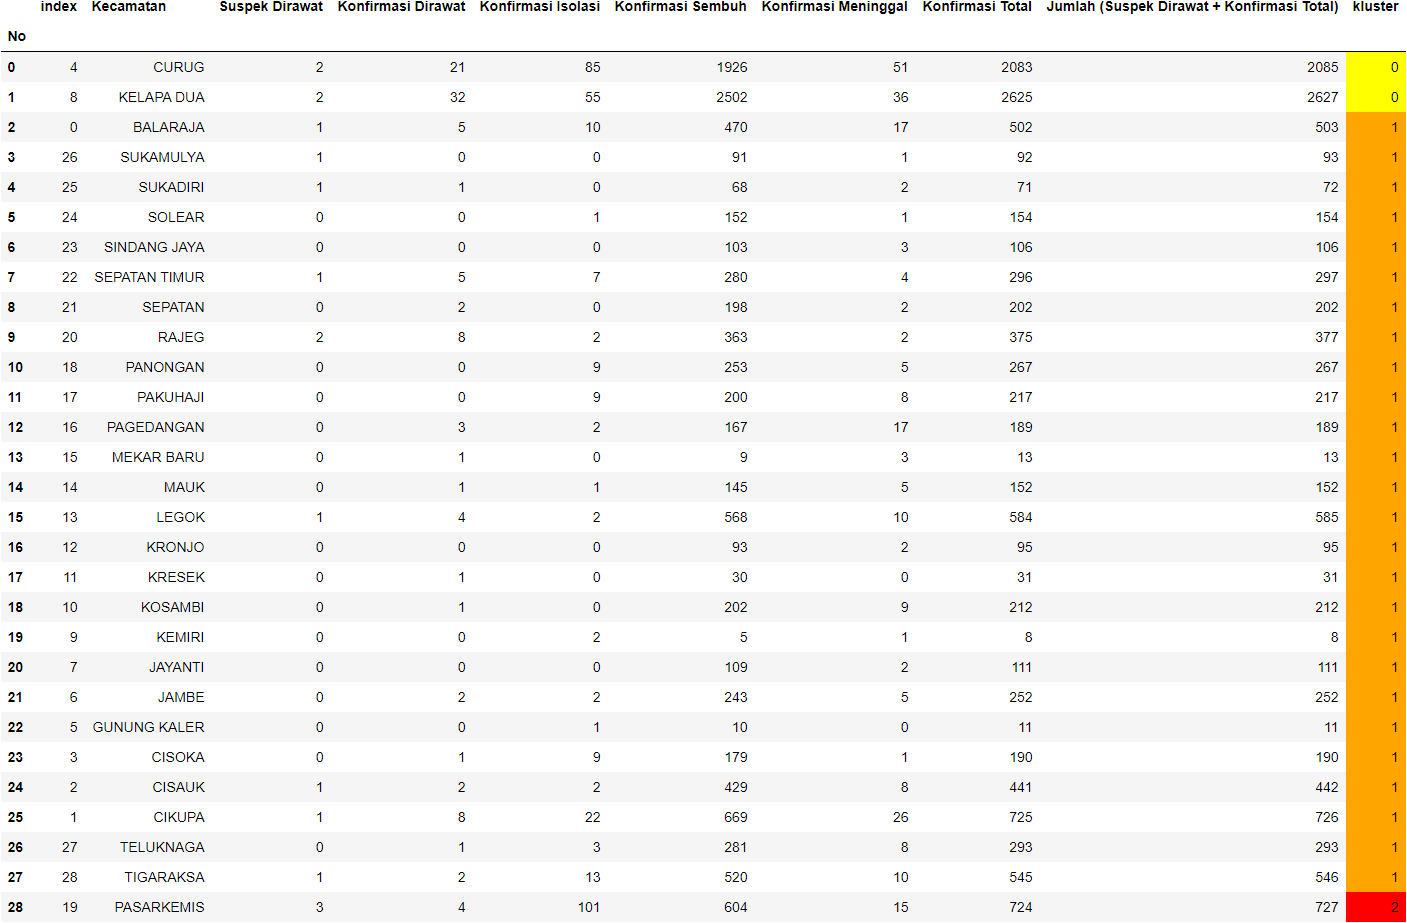 index Kecamatan Suspek Dirawat Konfirmasi Dirawat Konfirmasi Isolasi Konfirmasi Sembuh Konfirmasi Meninggal Konfirmasi Total Jumlah (Suspek Dirawat + Konfirmasi Total) kluster
No
0 4 CURUG 2 21 85 1926 51 2083 2085 0
1 8 KELAPA DUA 2 32 55 2502 36 2625 2627 0
2 0 BALARAJA 1 5 10 470 17 502 503 1
3 26 SUKAMULYA 1 0 0 91 1 92 93 1
4 25 SUKADIRI 1 1 0 68 2 71 72 1
5 24 SOLEAR 0 0 1 152 1 154 154 1
6 23 SINDANG JAYA 0 0 0 103 3 106 106 1
7 22 SEPATAN TIMUR 1 5 7 280 4 296 297 1
8 21 SEPATAN 0 2 0 198 2 202 202 1
9 20 RAJEG 2 8 2 363 2 375 377 1
10 18 PANONGAN 0 0 9 253 5 267 267 1
11 17 PAKUHAJI 0 0 9 200 8 217 217 1
12 16 PAGEDANGAN 0 3 2 167 17 189 189 1
13 15 MEKAR BARU 0 1 0 9 3 13 13 1
14 14 MAUK 0 1 1 145 5 152 152 1
15 13 LEGOK 1 4 2 568 10 584 585 1
16 12 KRONJO 0 0 0 93 2 95 95 1
17 11 KRESEK 0 1 0 30 0 31 31 1
18 10 KOSAMBI 0 1 0 202 9 212 212 1
19 9 KEMIRI 0 0 2 5 1 8 8 1
20 7 JAYANTI 0 0 0 109 2 111 111 1
21 6 JAMBE 0 2 2 243 5 252 252 1
22 5 GUNUNG KALER 0 0 1 10 0 11 11 1
23 3 CISOKA 0 1 9 179 1 190 190 1
24 2 CISAUK 1 2 2 429 8 441 442 1
25 1 CIKUPA 1 8 22 669 26 725 726 1
26 27 TELUKNAGA 0 1 3 281 8 293 293 1
27 28 TIGARAKSA 1 2 13 520 10 545 546 1
28 19 PASARKEMIS 3 4 101 604 15 724 727 2